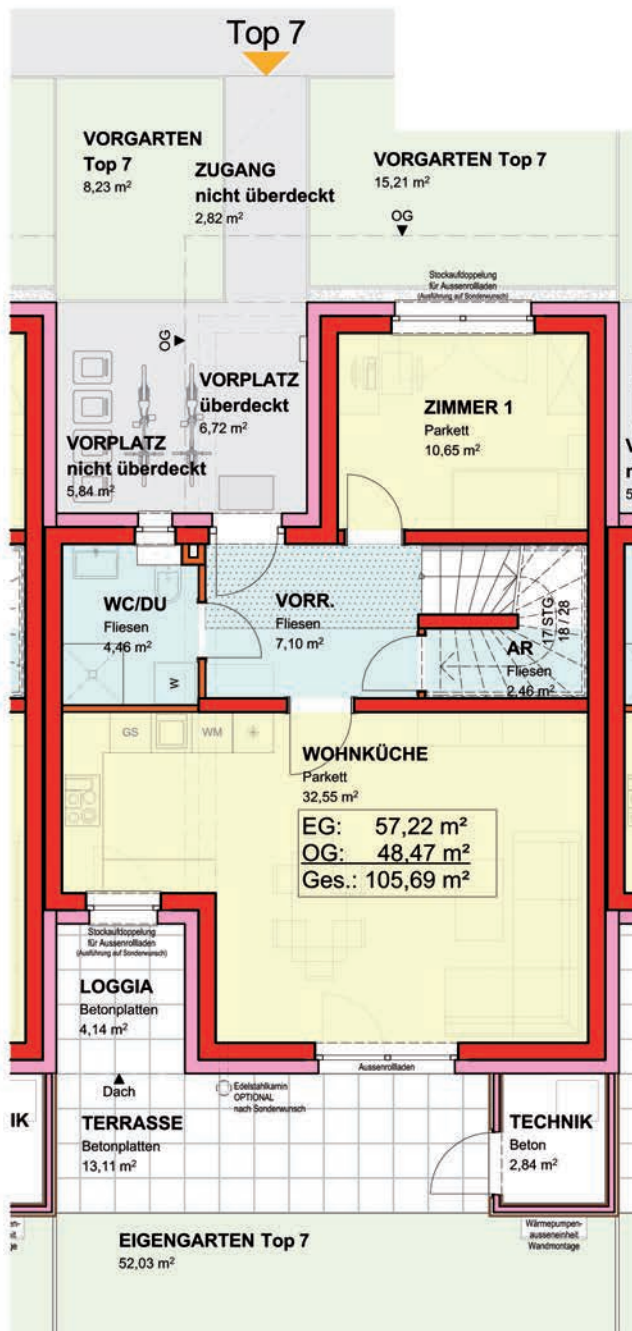 Top 7
VORGARTEN
Top 7
8,23 m²
ZUGANG
nicht überdeckt
2,82 m²
VORGARTEN Top 7
15,21 m²
OG
Stockaufdoppelung
für Aussenrollladen
(Ausführung auf Sonderwunsch)
OG
VORPLATZ
überdeckt
6,72 m²
VORPLATZ
nicht überdeckt
5,84 m²
ZIMMER 1
Parkett
10,65 m²
V
n
5
WC/DU
Fliesen
4,46 m²
W
VORR.
Fliesen
7,10 m²
17 STG
18 / 28
AR
Fliesen
2,46 m²
GS
WM
WOHNKÜCHE
Parkett
32,55 m²
EG: 57,22 m²
OG: 48,47 m²
Ges.: 105,69 m²
Stockaufdoppelung
für Aussenrollladen
(Ausführung auf Sonderwunsch)
LOGGIA
Betonplatten
4,14 m²
Aussenrollladen
Dach
Edelstahlkamin
OPTIONAL
nach Sonderwunsch
IK
TERRASSE
Betonplatten
13,11 m²
TECHNIK
Beton
2,84 m²
Wärmepumpen-
ausseneinheit
Wandmontage
EIGENGARTEN Top 7
52,03 m²